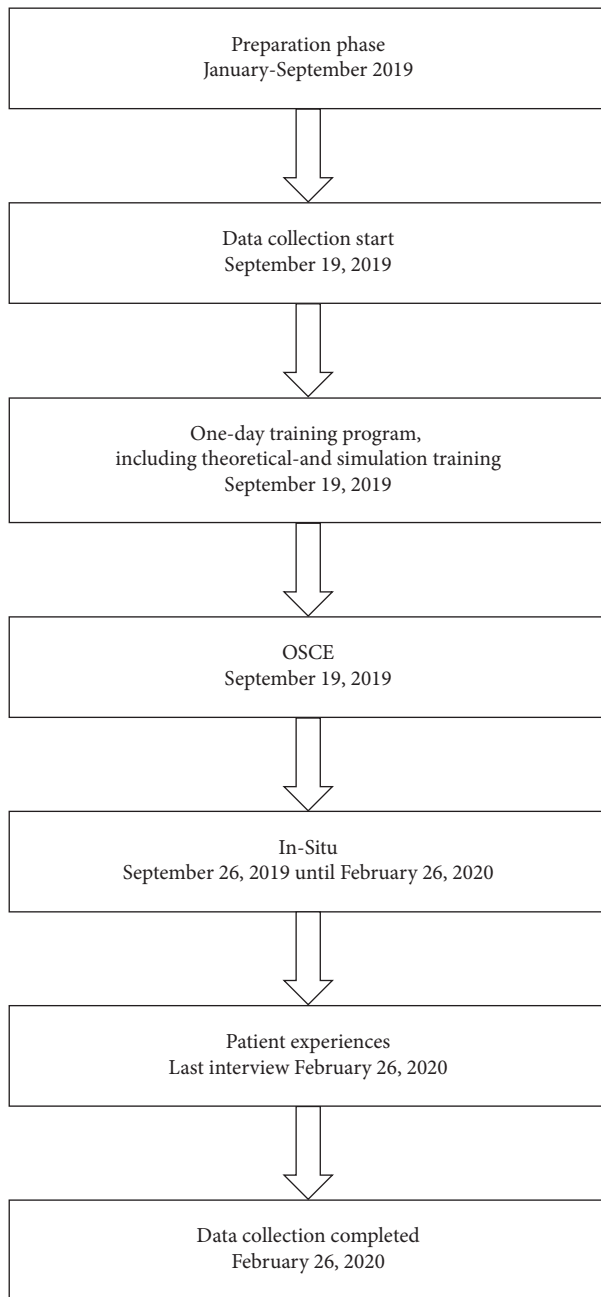 Preparation phase
January-September 2019
Data collection start
September 19, 2019
One-day training program,
including theoretical-and simulation training
September 19, 2019
OSCE
September 19, 2019
In-Situ
September 26, 2019 until February 26, 2020
Patient experiences
Last interview February 26, 2020
Data collection completed
February 26, 2020